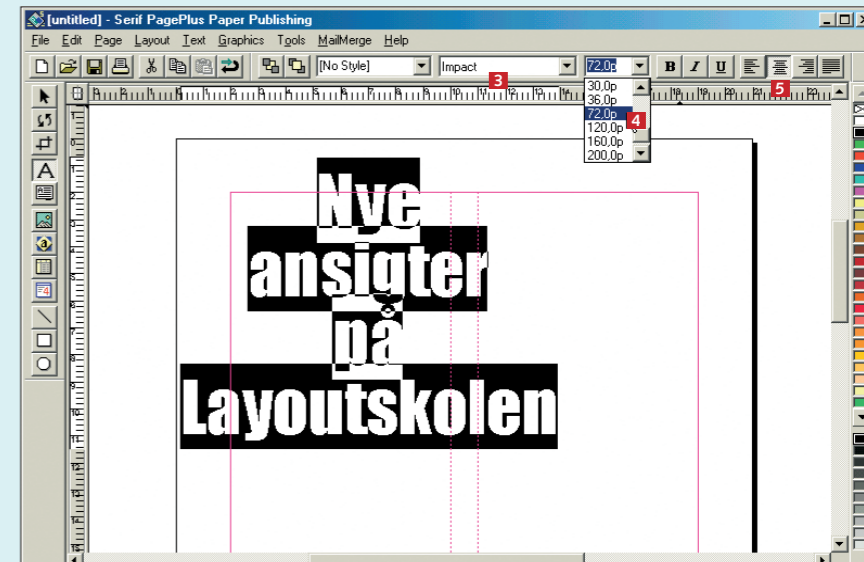 [untitled] - Serif PagePlus Paper Publishing
File Edit Page Layout Text Graphics Tools MailMerge Help
[No Style] Impact 72,0p B I U
3
5
30,0p
36,0p
72,0p
4
120,0p
160,0p
200,0p
Nye
ansigter
på
Layoutskolen